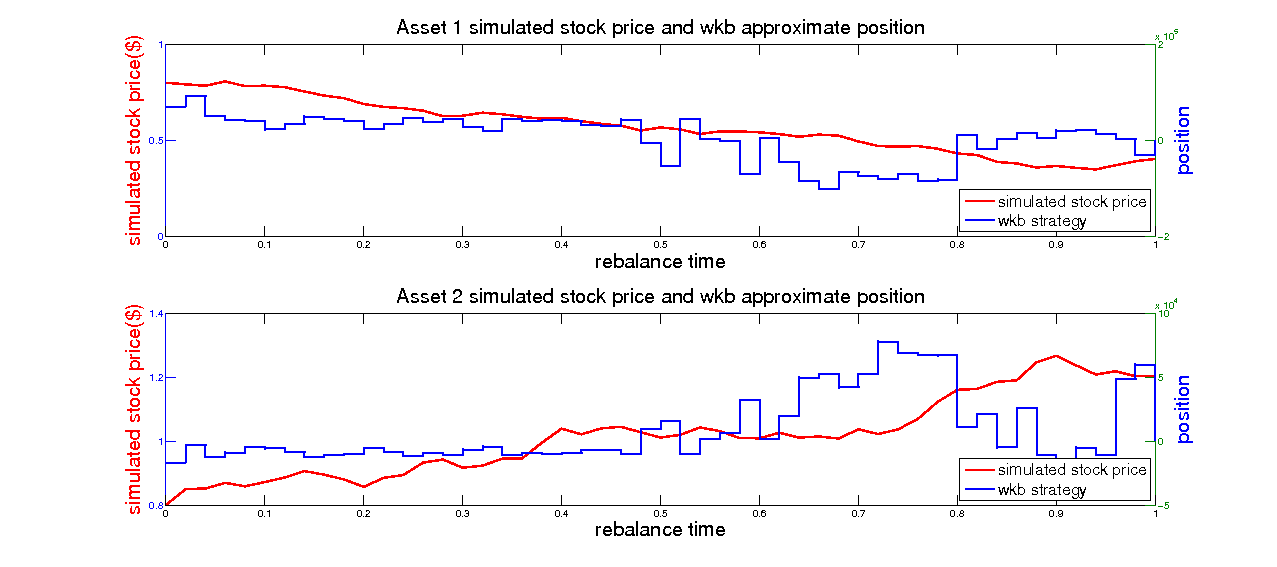 Asset 1 simulated stock price and wkb approximate position
simulated stock price($)
1
0.5
0
x 10^5
2
0
-2
position
simulated stock price
wkb strategy
0 0.1 0.2 0.3 0.4 0.5 0.6 0.7 0.8 0.9 1
rebalance time
Asset 2 simulated stock price and wkb approximate position
simulated stock price($)
1.4
1.2
1
0.8
x 10^4
10
5
0
-5
position
simulated stock price
wkb strategy
0 0.1 0.2 0.3 0.4 0.5 0.6 0.7 0.8 0.9 1
rebalance time